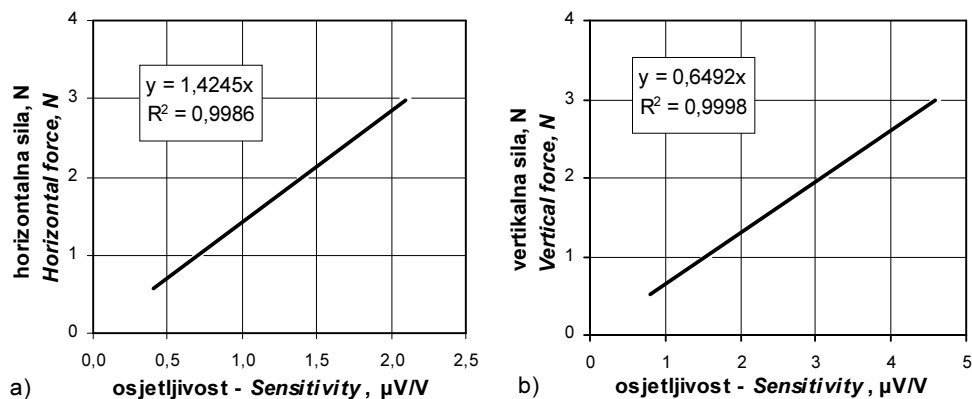 horizontalna sila, N
Horizontal force, N
4
3
2
1
0
y = 1,4245x
R² = 0,9986
0,0 0,5 1,0 1,5 2,0 2,5
osjetljivost - Sensitivity , µV/V
a)
vertikalna sila, N
Vertical force, N
4
3
2
1
0
y = 0,6492x
R² = 0,9998
0 1 2 3 4 5
osjetljivost - Sensitivity , µV/V
b)